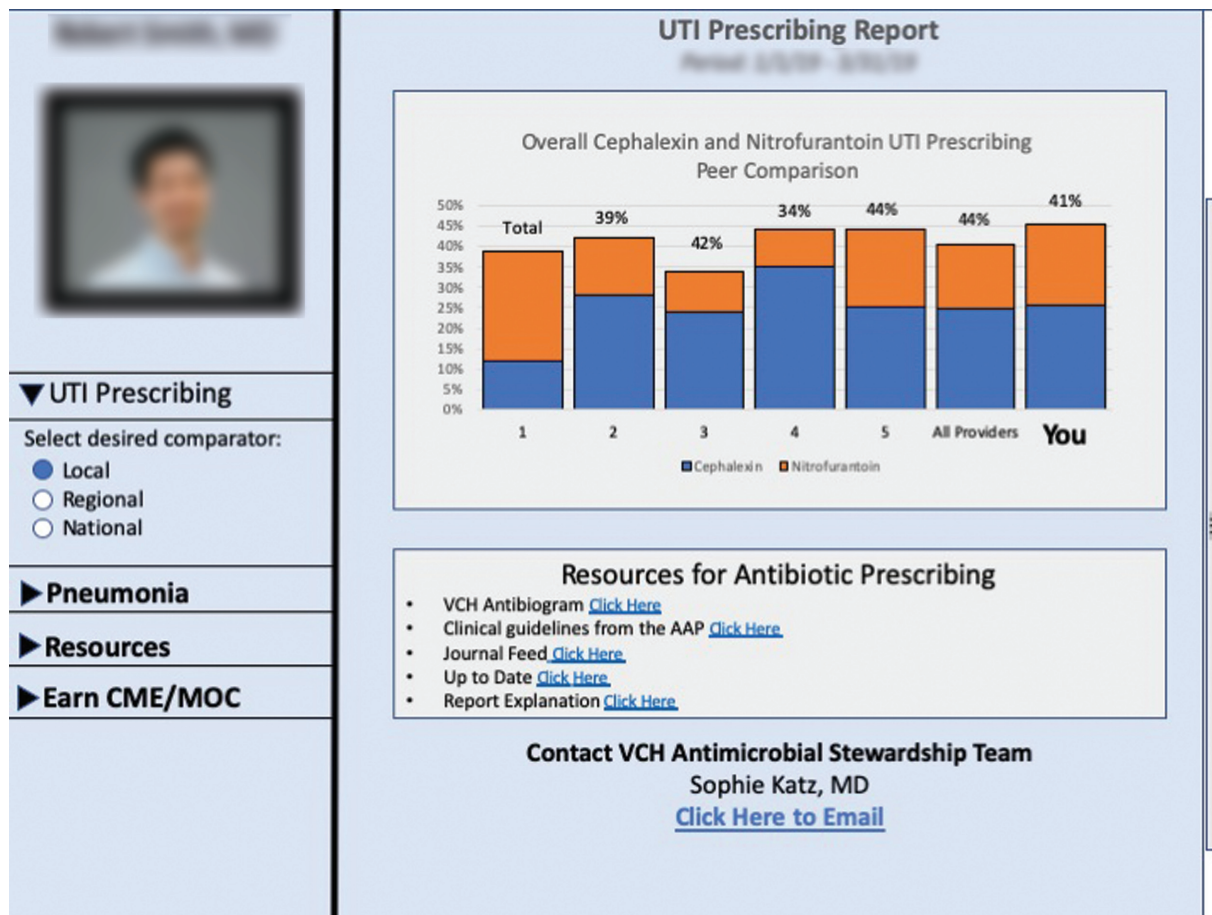 UTI Prescribing Report
Overall Cephalexin and Nitrofurantoin UTI Prescribing
Peer Comparison
50%
45%
40%
35%
30%
25%
20%
15%
10%
5%
0%
Total
39%
42%
34%
44%
44%
41%
1
2
3
4
5
All Providers
You
Cephalexin
Nitrofurantoin
▼ UTI Prescribing
Select desired comparator:
Local
Regional
National
▶ Pneumonia
▶ Resources
▶ Earn CME/MOC
Resources for Antibiotic Prescribing
• VCH Antibiogram Click Here
• Clinical guidelines from the AAP Click Here
• Journal Feed Click Here
• Up to Date Click Here
• Report Explanation Click Here
Contact VCH Antimicrobial Stewardship Team
Sophie Katz, MD
Click Here to Email